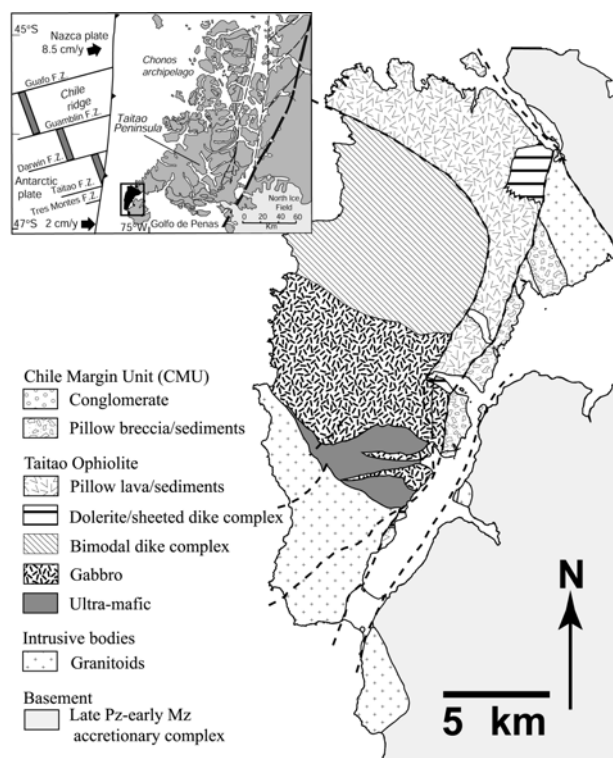 45°S
Nazca plate
8.5 cm/y
Guafo F.Z.
Chile
ridge
Guamblin F.Z.
Darwin F.Z.
Antarctic
plate
Taitao F.Z.
Tres Montes F.Z.
47°S
2 cm/y
75°W
Chonos
archipelago
Taitao
Peninsula
Golfo de Penas
North Ice
Field
0 20 40 60
Km
Chile Margin Unit (CMU)
Conglomerate
Pillow breccia/sediments
Taitao Ophiolite
Pillow lava/sediments
Dolerite/sheeted dike complex
Bimodal dike complex
Gabbro
Ultra-mafic
Intrusive bodies
Granitoids
Basement
Late Pz-early Mz
accretionary complex
N
5 km